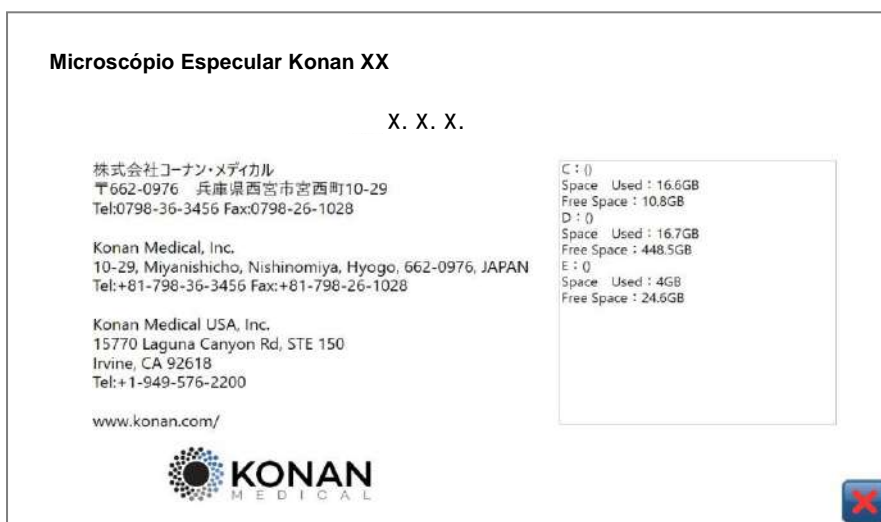 Microscópio Especular Konan XX
X. X. X.
株式会社コーナン・メディカル
〒662-0976 兵庫県西宮市宮西町10-29
Tel:0798-36-3456 Fax:0798-26-1028
Konan Medical, Inc.
10-29, Miyanishicho, Nishinomiya, Hyogo, 662-0976, JAPAN
Tel:+81-798-36-3456 Fax:+81-798-26-1028
Konan Medical USA, Inc.
15770 Laguna Canyon Rd, STE 150
Irvine, CA 92618
Tel:+1-949-576-2200
www.konan.com/
KONAN
MEDICAL
C：()
Space Used：16.6GB
Free Space：10.8GB
D：()
Space Used：16.7GB
Free Space：448.5GB
E：()
Space Used：4GB
Free Space：24.6GB